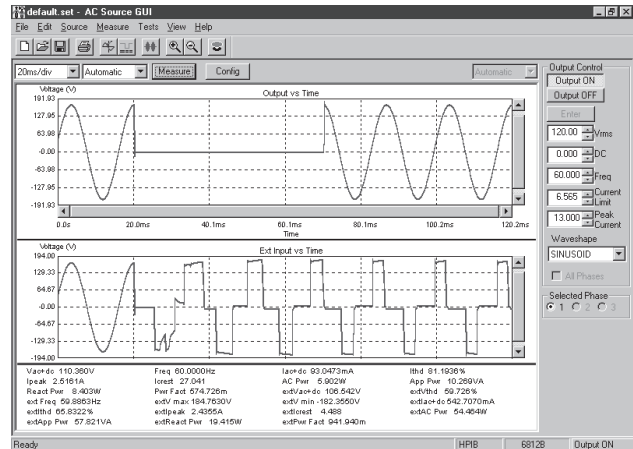 default.set - AC Source GUI
File Edit Source Measure Tests View Help
20ms/div Automatic Measure Config Automatic
Output vs Time
Voltage (V)
191.93
127.95
63.98
-0.00
-63.98
-127.95
-191.93
0.0s 20.0ms 40.1ms 60.1ms 80.1ms 100.2ms 120.2ms
Time
Ext Input vs Time
Voltage (V)
194.00
129.33
64.67
-0.00
-64.67
-129.33
-194.00
Vac+dc 110.360V Freq 60.0000Hz Iac+dc 93.0473mA Ithd 81.1936%
Ipeak 2.5161A Icrest 27.041 AC Pwr 5.902W App Pwr 10.269VA
React Pwr 8.403W Pwr Fact 574.726m extVac+dc 106.542V extVthd 59.726%
ext Freq 59.8863Hz extV max 184.7630V extV min -182.3550V extIac+dc 542.7070mA
extIthd 65.8322% extIpeak 2.4355A extIcrest 4.488 extAC Pwr 54.464W
extApp Pwr 57.821VA extReact Pwr 19.415W extPwr Fact 941.940m
Output Control
Output ON
Output OFF
Enter
120.00 Vrms
0.000 DC
60.000 Freq
6.565 Current Limit
13.000 Peak Current
Waveshape
SINUSOID
All Phases
Selected Phase
1 2 3
Ready HPIB 6812B Output ON